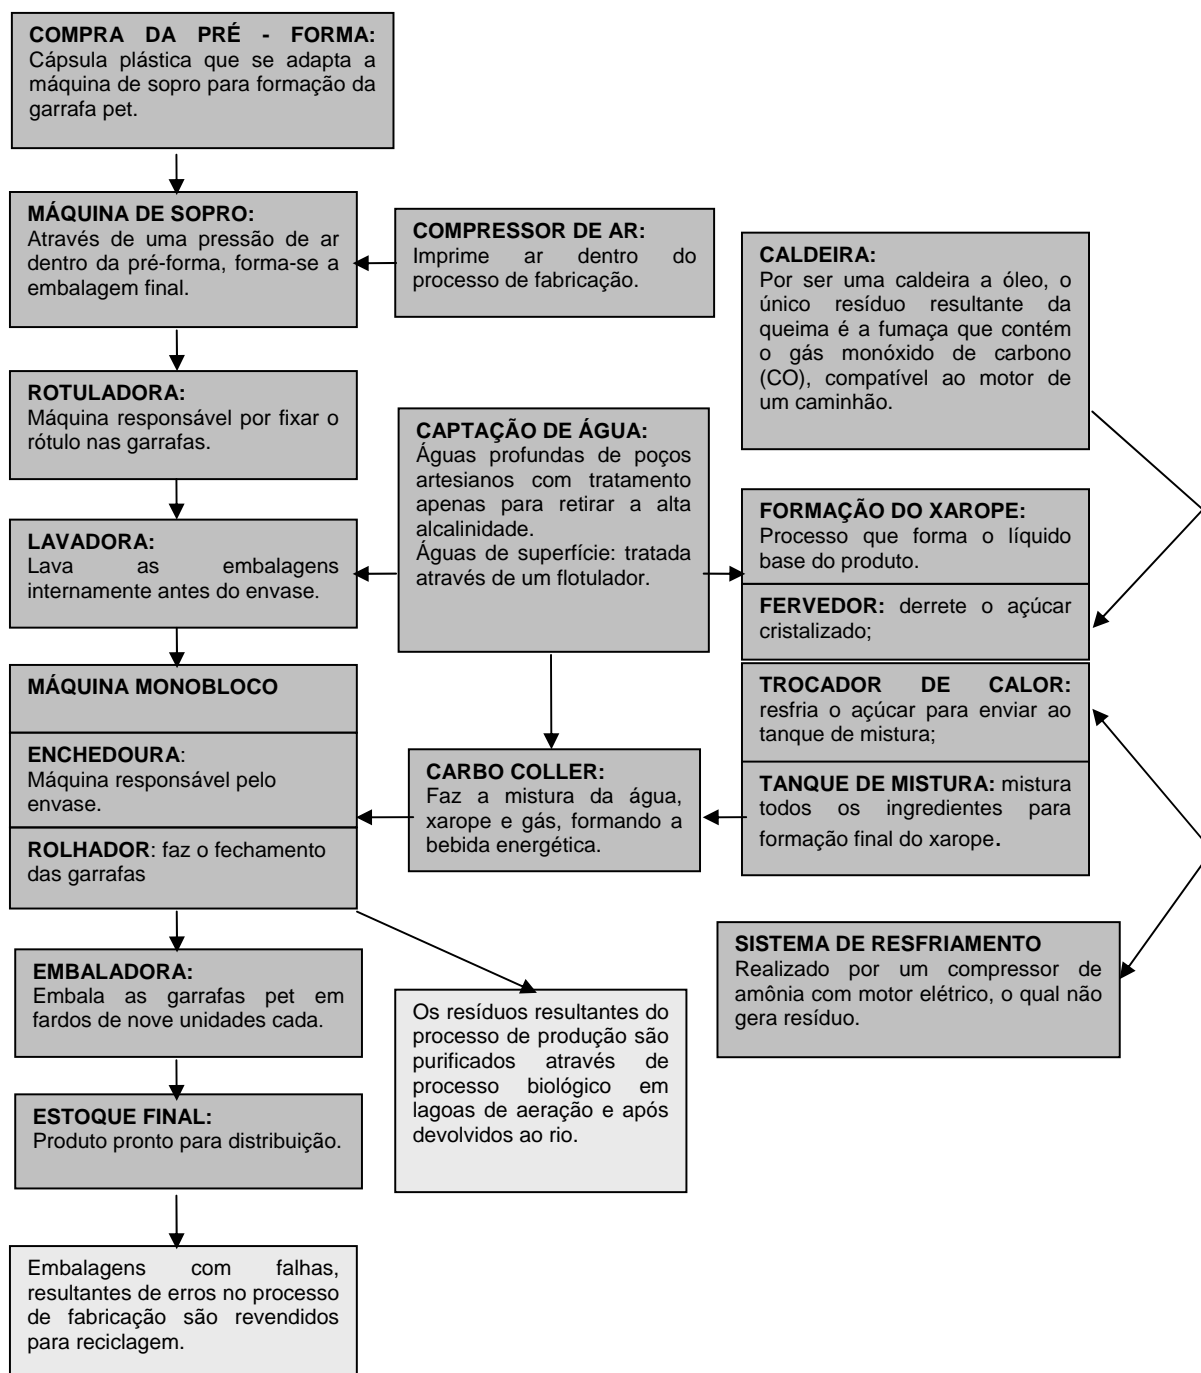 COMPRA DA PRÉ - FORMA:
Cápsula plástica que se adapta a
máquina de sopro para formação da
garrafa pet.
MÁQUINA DE SOPRO:
Através de uma pressão de ar
dentro da pré-forma, forma-se a
embalagem final.
COMPRESSOR DE AR:
Imprime ar dentro do
processo de fabricação.
CALDEIRA:
Por ser uma caldeira a óleo, o
único resíduo resultante da
queima é a fumaça que contém
o gás monóxido de carbono
(CO), compatível ao motor de
um caminhão.
ROTULADORA:
Máquina responsável por fixar o
rótulo nas garrafas.
CAPTAÇÃO DE ÁGUA:
Águas profundas de poços
artesianos com tratamento
apenas para retirar a alta
alcalinidade.
Águas de superfície: tratada
através de um flotulador.
FORMAÇÃO DO XAROPE:
Processo que forma o líquido
base do produto.
FERVEDOR: derrete o açúcar
cristalizado;
LAVADORA:
Lava as embalagens
internamente antes do envase.
MÁQUINA MONOBLOCO
ENCHEDOURA:
Máquina responsável pelo
envase.
ROLHADOR: faz o fechamento
das garrafas
CARBO COLLER:
Faz a mistura da água,
xarope e gás, formando a
bebida energética.
TROCADOR DE CALOR:
resfria o açúcar para enviar ao
tanque de mistura;
TANQUE DE MISTURA: mistura
todos os ingredientes para
formação final do xarope.
EMBALADORA:
Embala as garrafas pet em
fardos de nove unidades cada.
Os resíduos resultantes do
processo de produção são
purificados através de
processo biológico em
lagoas de aeração e após
devolvidos ao rio.
SISTEMA DE RESFRIAMENTO
Realizado por um compressor de
amônia com motor elétrico, o qual não
gera resíduo.
ESTOQUE FINAL:
Produto pronto para distribuição.
Embalagens com falhas,
resultantes de erros no processo
de fabricação são revendidos
para reciclagem.